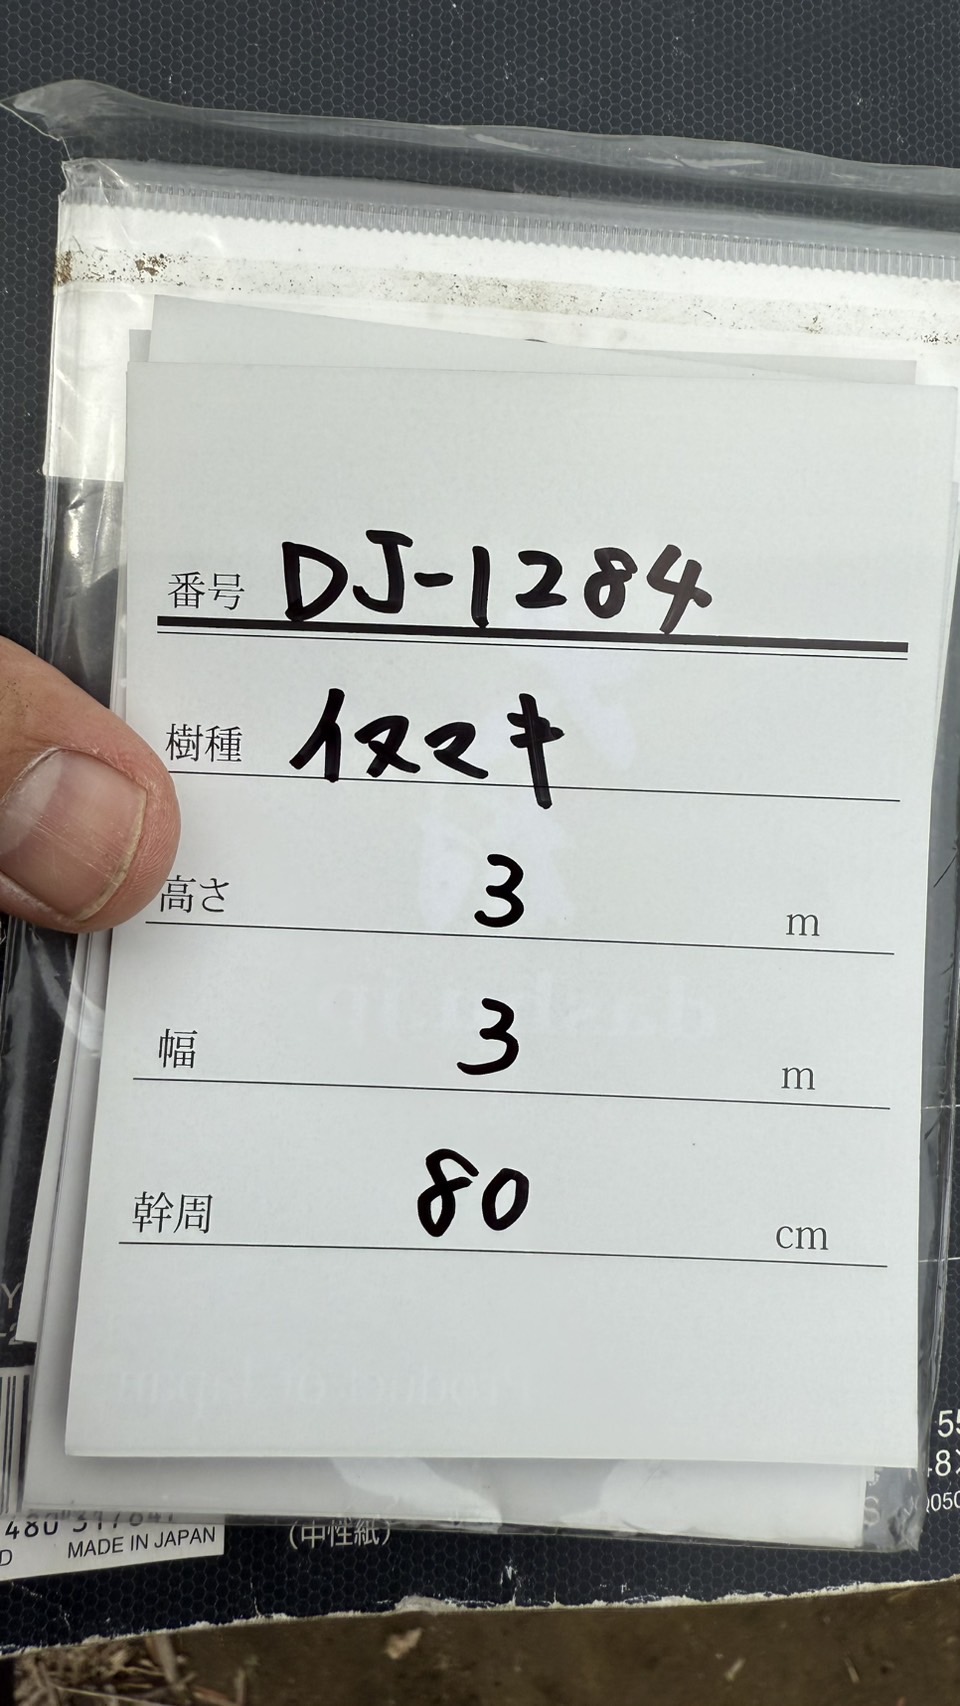 番号 DJ-1284
樹種 イヌマキ
高さ 3 m
幅 3 m
幹周 80 cm
MADE IN JAPAN
(中性紙)